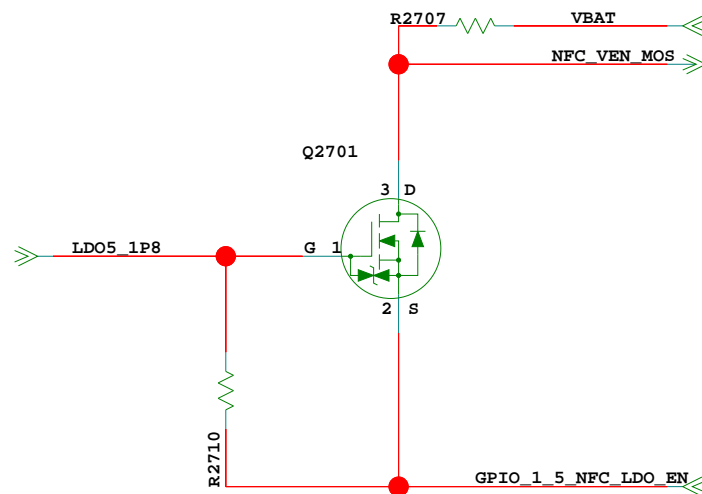 R2707
VBAT
NFC_VEN_MOS
Q2701
3 D
LDO5_1P8
G 1
2 S
R2710
GPIO_1_5_NFC_LDO_EN